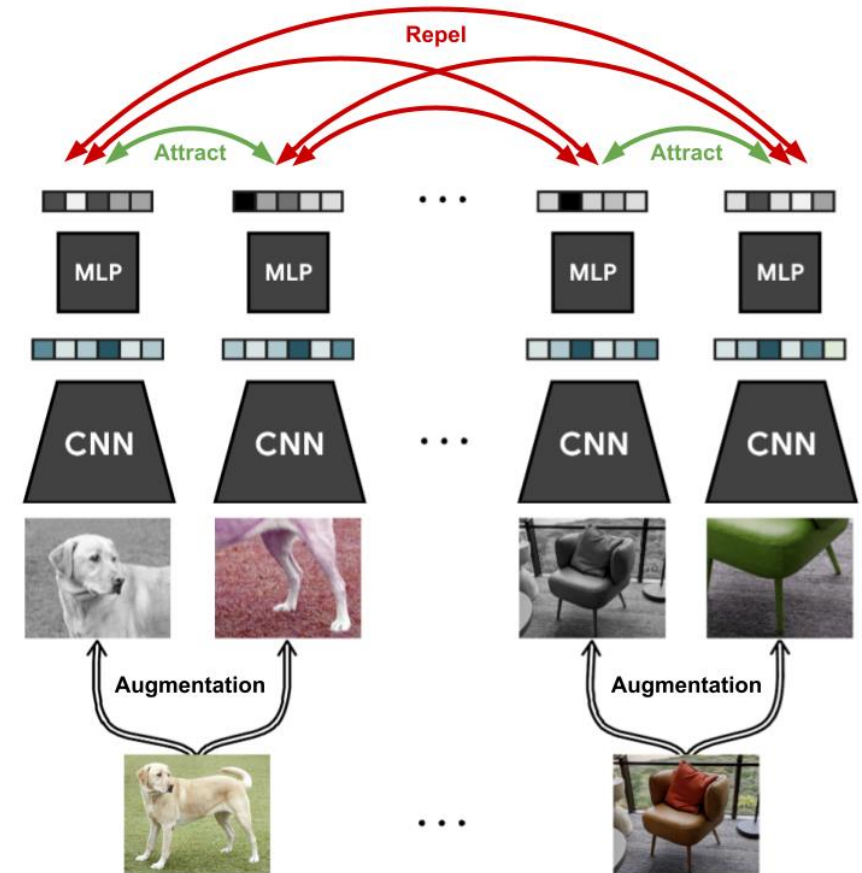 Repel
Attract Attract
MLP MLP MLP MLP
CNN CNN CNN CNN
Augmentation Augmentation